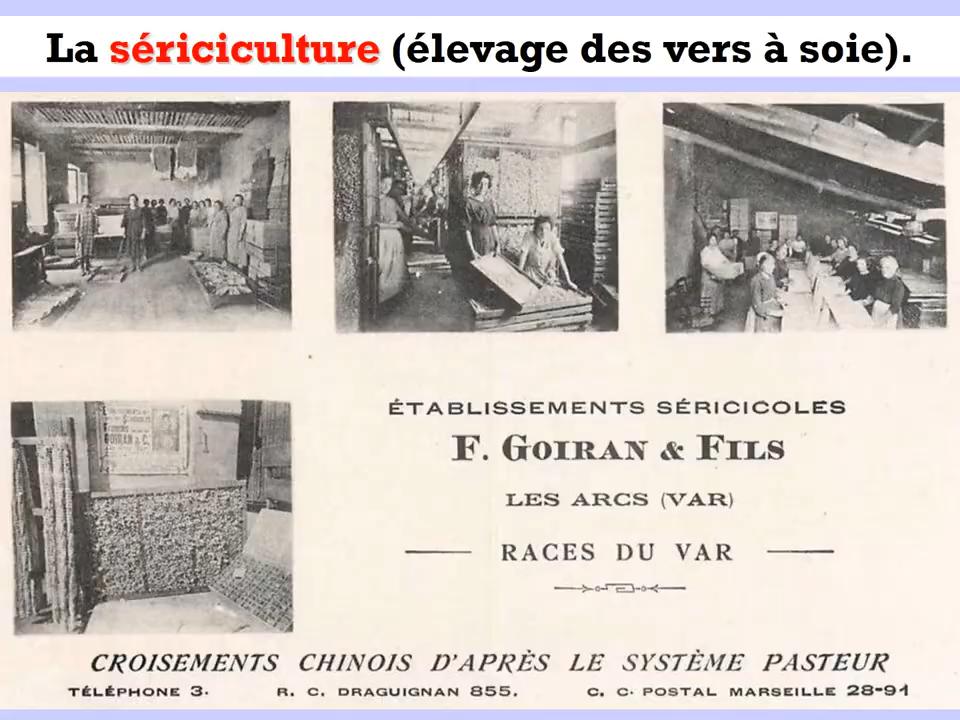 La sériciculture (élevage des vers à soie).
GOIRAN & C.
ÉTABLISSEMENTS SÉRICICOLES
F. GOIRAN & FILS
LES ARCS (VAR)
RACES DU VAR
CROISEMENTS CHINOIS D'APRÈS LE SYSTÈME PASTEUR
TÉLÉPHONE 3. R. C. DRAGUIGNAN 855. C. C. POSTAL MARSEILLE 28-91